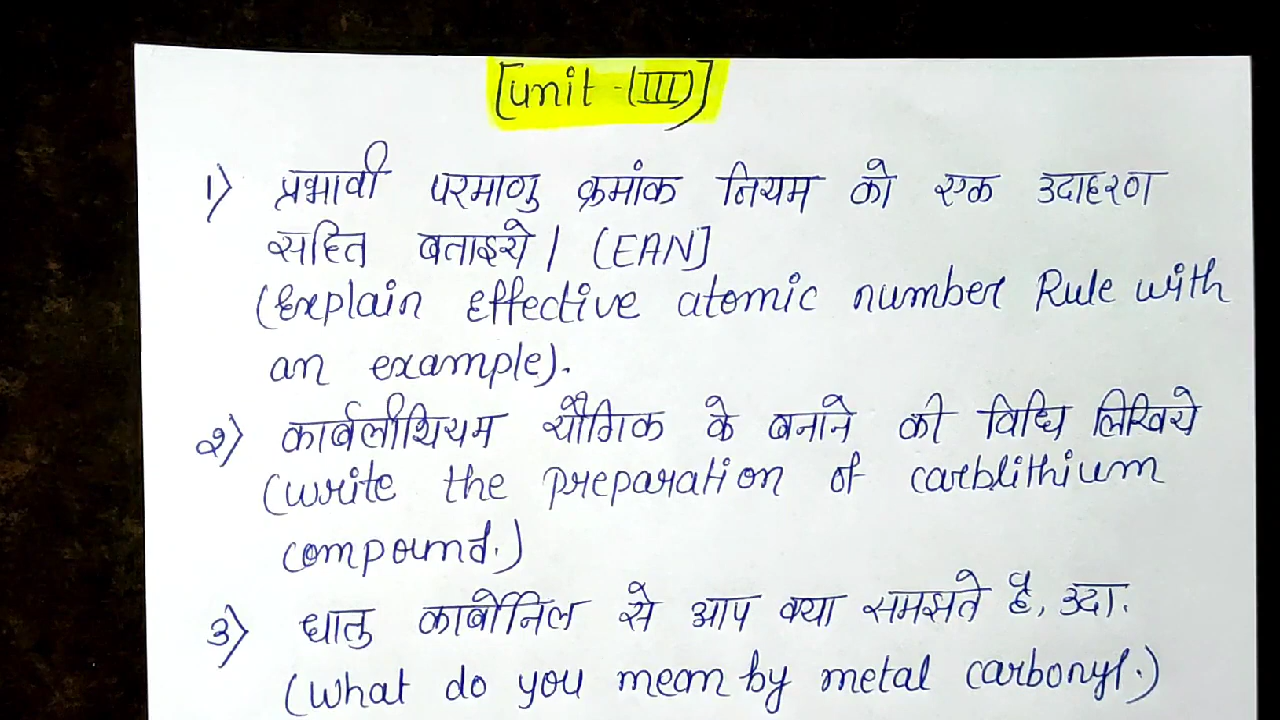 [unit-(III)]
1) प्रभावी परमाणु क्रमांक नियम को एक उदाहरण
सहित बताइये। (EAN]
(Explain effective atomic number Rule with
an example).
२) कार्बलीथियम यौगिक के बनाने की विधि लिखिये
(write the preparation of carblithium
compound.)
3) धातु कार्बोनिल से आप क्या समझते है, उदा.
(What do you mean by metal carbonyl.)